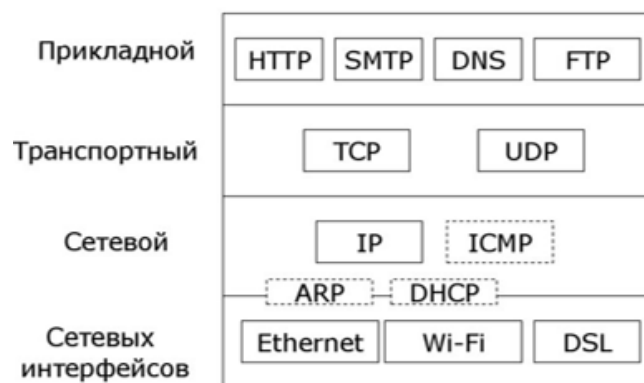 Прикладной
HTTP SMTP DNS FTP
Транспортный
TCP UDP
Сетевой
IP ICMP
ARP DHCP
Сетевых
интерфейсов
Ethernet Wi-Fi DSL